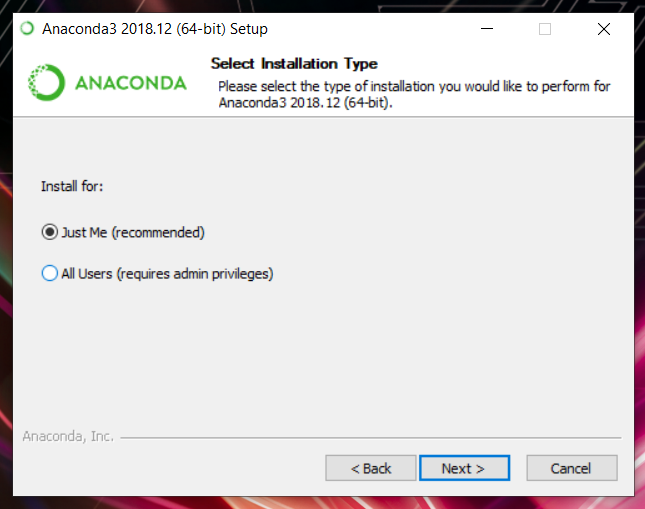 Anaconda3 2018.12 (64-bit) Setup
ANACONDA
Select Installation Type
Please select the type of installation you would like to perform for
Anaconda3 2018.12 (64-bit).
Install for:
Just Me (recommended)
All Users (requires admin privileges)
Anaconda, Inc.
< Back
Next >
Cancel